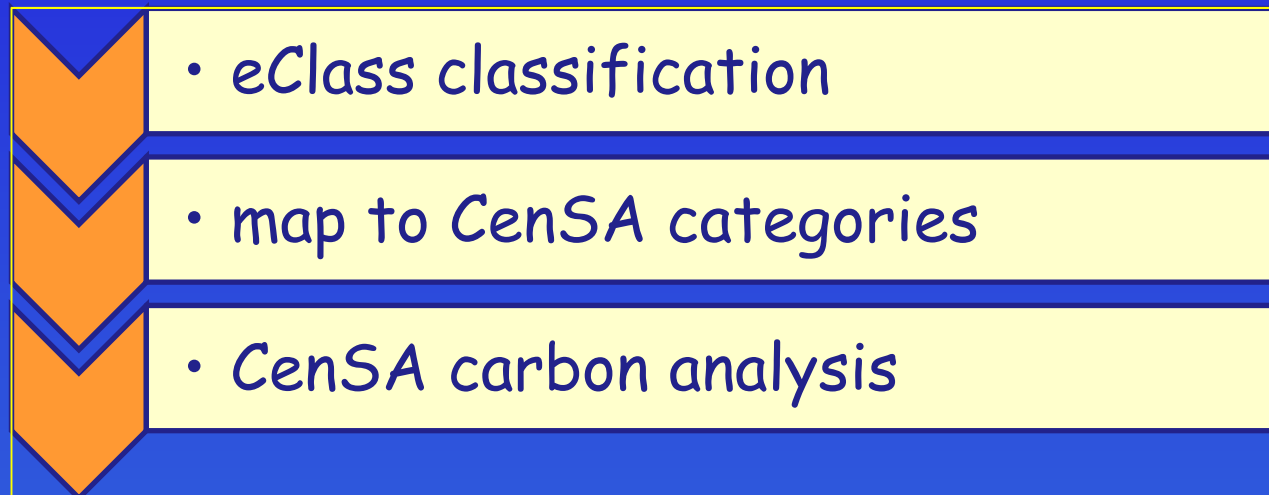 • eClass classification
• map to CenSA categories
• CenSA carbon analysis